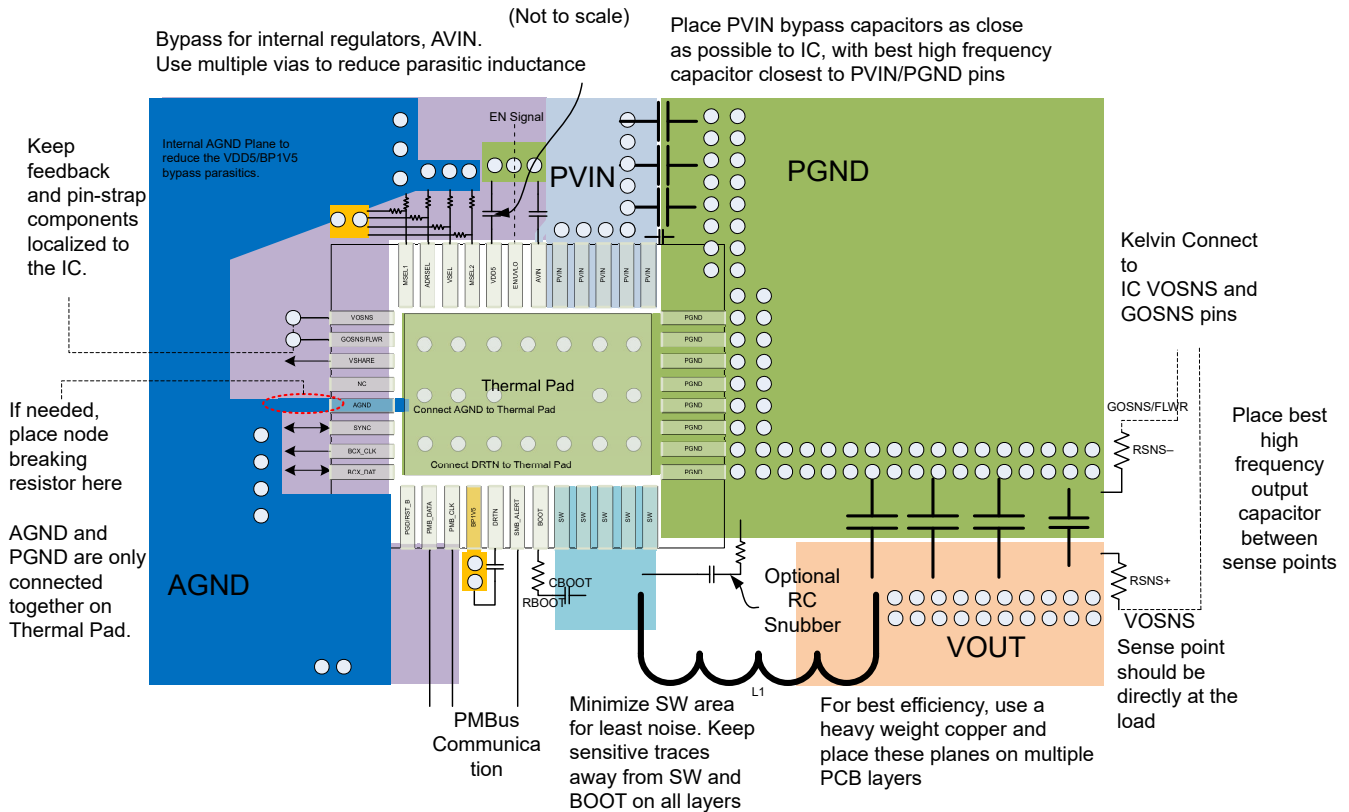 (Not to scale)
Bypass for internal regulators, AVIN.
Use multiple vias to reduce parasitic inductance
Place PVIN bypass capacitors as close
as possible to IC, with best high frequency
capacitor closest to PVIN/PGND pins
Keep
feedback
and pin-strap
components
localized to
the IC.
Internal AGND Plane to
reduce the VDD5/BP1V5
bypass parasitics.
EN Signal
PVIN
PGND
Kelvin Connect
to
IC VOSNS and
GOSNS pins
MSEL1
ADRSEL
VSEL
MSEL2
VDD5
EN/UVLO
AVIN
PVIN
PVIN
PVIN
PVIN
PVIN
VOSNS
GOSNS/FLWR
VSHARE
NC
AGND
SYNC
BCX_CLK
BCX_DAT
Thermal Pad
Connect AGND to Thermal Pad
Connect DRTN to Thermal Pad
PGND
PGND
PGND
PGND
PGND
PGND
PGND
PGND
If needed,
place node
breaking
resistor here
AGND and
PGND are only
connected
together on
Thermal Pad.
GOSNS/FLWR
RSNS–
Place best
high
frequency
output
capacitor
between
sense points
PGD/RST_B
PMB_DATA
PMB_CLK
BP1V5
DRTN
SMB_ALERT
BOOT
SW
SW
SW
SW
SW
AGND
CBOOT
RBOOT
Optional
RC
Snubber
RSNS+
VOUT
VOSNS
Sense point
should be
directly at the
load
L1
PMBus
Communica
tion
Minimize SW area
for least noise. Keep
sensitive traces
away from SW and
BOOT on all layers
For best efficiency, use a
heavy weight copper and
place these planes on multiple
PCB layers